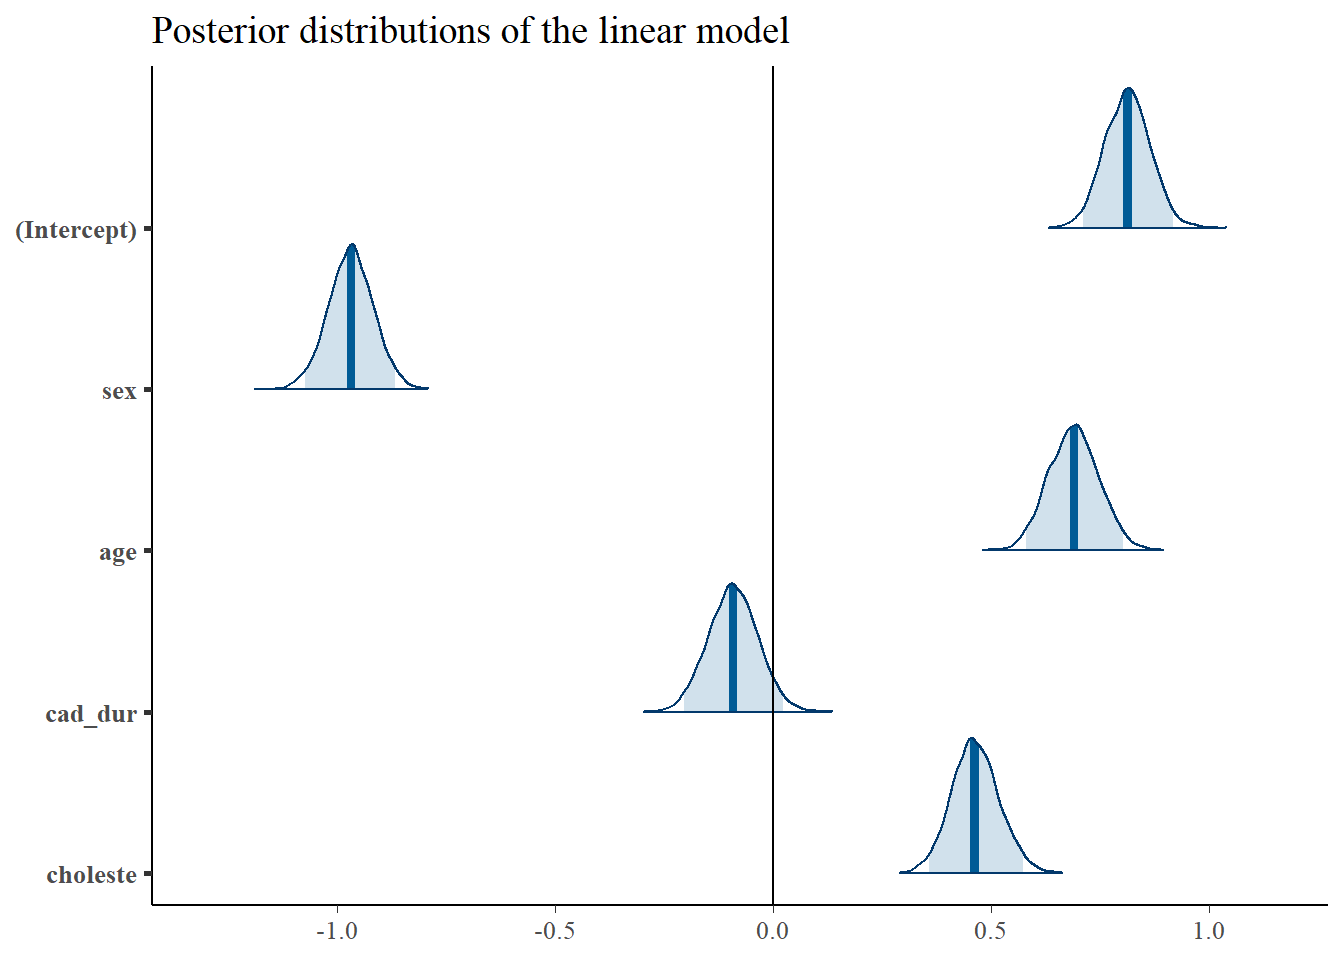 Posterior distributions of the linear model
(Intercept)
sex
age
cad_dur
choleste
-1.0 -0.5 0.0 0.5 1.0